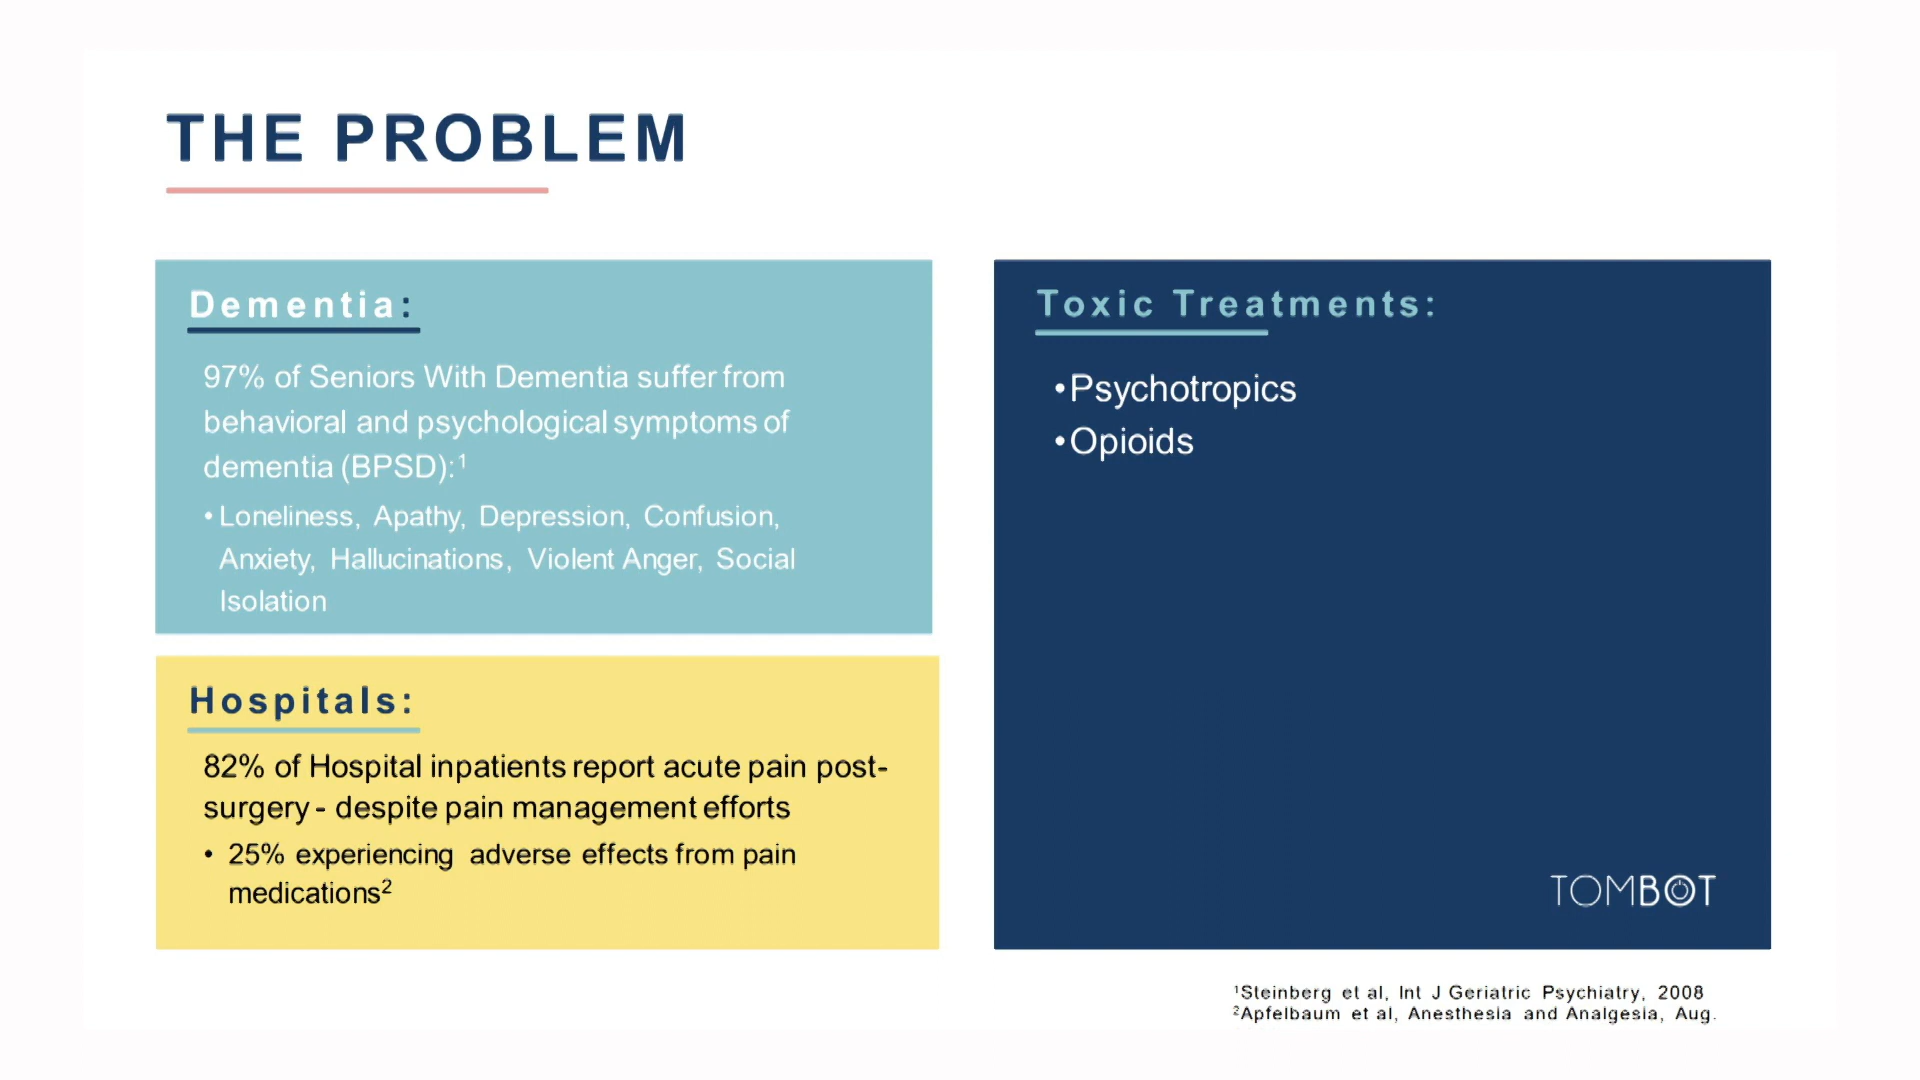 THE PROBLEM
Dementia:
97% of Seniors With Dementia suffer from
behavioral and psychological symptoms of
dementia (BPSD):¹
• Loneliness, Apathy, Depression, Confusion,
Anxiety, Hallucinations, Violent Anger, Social
Isolation
Hospitals:
82% of Hospital inpatients report acute pain post-
surgery - despite pain management efforts
• 25% experiencing adverse effects from pain
medications²
Toxic Treatments:
•Psychotropics
•Opioids
TOMBOT
¹Steinberg et al, Int J Geriatric Psychiatry, 2008
²Apfelbaum et al, Anesthesia and Analgesia, Aug.